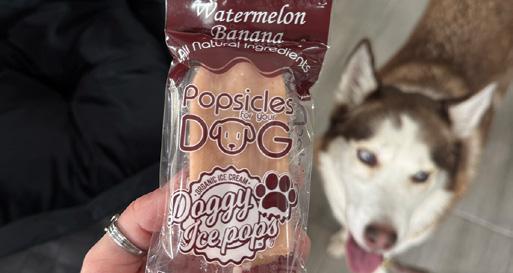 Watermelon
Banana
All Natural Ingredients
Popsicles
for your
DOG
ORGANIC ICE CREAM
Doggy
Ice pops